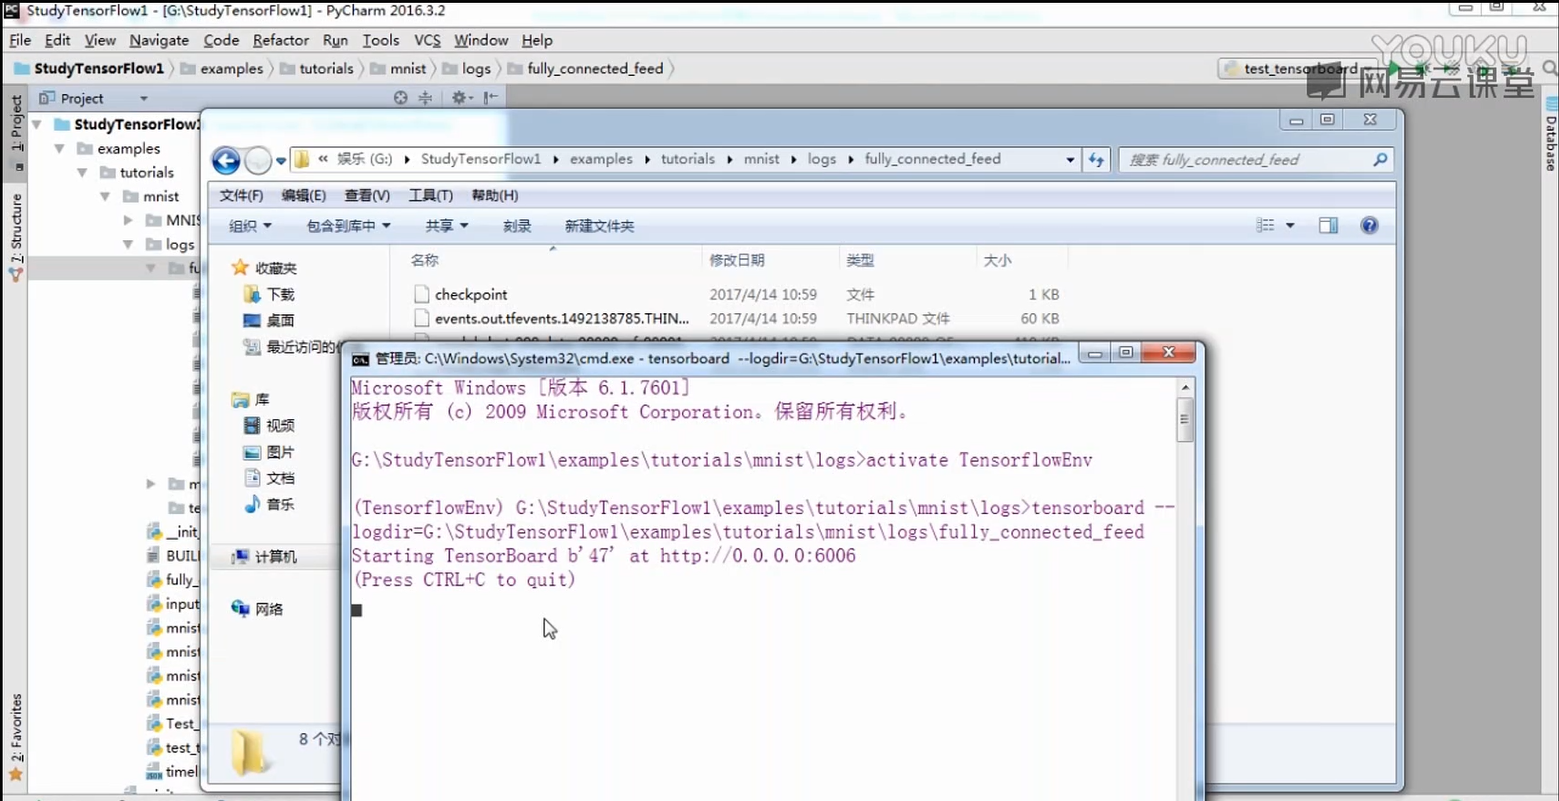 StudyTensorFlow1 - [G:\StudyTensorFlow1] - PyCharm 2016.3.2
File Edit View Navigate Code Refactor Run Tools VCS Window Help
YOUKU
StudyTensorFlow1 examples tutorials mnist logs fully_connected_feed test_tensorboard
网易云课堂
Project
1: Project
7: Structure
2: Favorites
Database
StudyTensorFlow1
examples
tutorials
mnist
MNIS
logs
fu
m
te
__init_
BUIL
fully_
input
mnist
mnist
mnist
mnist
Test_
test_t
timel
« 娱乐 (G:) StudyTensorFlow1 examples tutorials mnist logs fully_connected_feed 搜索 fully_connected_feed
文件(F) 编辑(E) 查看(V) 工具(T) 帮助(H)
组织 包含到库中 共享 刻录 新建文件夹
收藏夹
下载
桌面
最近访问的
库
视频
图片
文档
音乐
计算机
网络
8 个对
名称 修改日期 类型 大小
checkpoint 2017/4/14 10:59 文件 1 KB
events.out.tfevents.1492138785.THIN... 2017/4/14 10:59 THINKPAD 文件 60 KB
管理员: C:\Windows\System32\cmd.exe - tensorboard --logdir=G:\StudyTensorFlow1\examples\tutorial...
Microsoft Windows [版本 6.1.7601]
版权所有 (c) 2009 Microsoft Corporation。保留所有权利。
G:\StudyTensorFlow1\examples\tutorials\mnist\logs>activate TensorflowEnv
(TensorflowEnv) G:\StudyTensorFlow1\examples\tutorials\mnist\logs>tensorboard --
logdir=G:\StudyTensorFlow1\examples\tutorials\mnist\logs\fully_connected_feed
Starting TensorBoard b'47' at http://0.0.0.0:6006
(Press CTRL+C to quit)